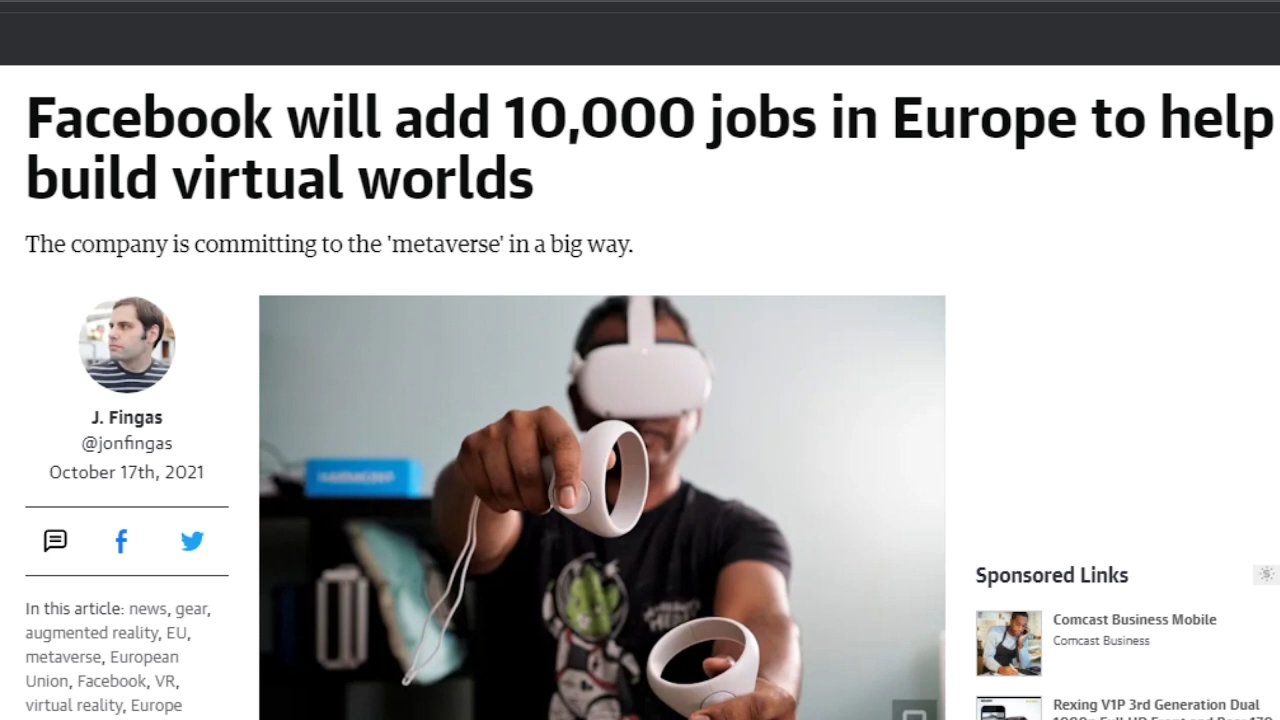 Facebook will add 10,000 jobs in Europe to help
build virtual worlds
The company is committing to the 'metaverse' in a big way.
J. Fingas
@jonfingas
October 17th, 2021
In this article: news, gear,
augmented reality, EU,
metaverse, European
Union, Facebook, VR,
virtual reality, Europe
Sponsored Links
Comcast Business Mobile
Comcast Business
Rexing V1P 3rd Generation Dual